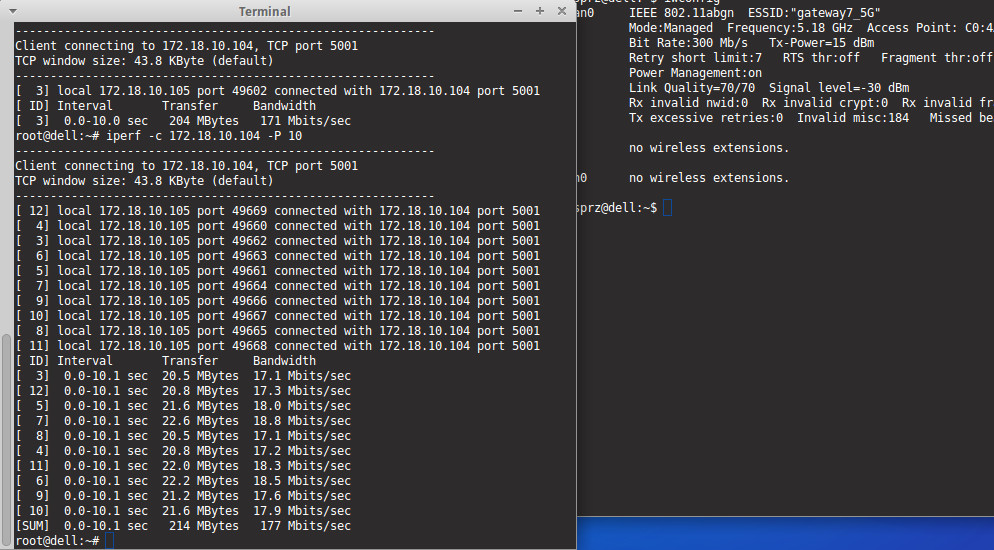 Terminal
------------------------------------------------------------
Client connecting to 172.18.10.104, TCP port 5001
TCP window size: 43.8 KByte (default)
------------------------------------------------------------
[  3] local 172.18.10.105 port 49602 connected with 172.18.10.104 port 5001
[ ID] Interval       Transfer     Bandwidth
[  3]  0.0-10.0 sec   204 MBytes   171 Mbits/sec
root@dell:~# iperf -c 172.18.10.104 -P 10
------------------------------------------------------------
Client connecting to 172.18.10.104, TCP port 5001
TCP window size: 43.8 KByte (default)
------------------------------------------------------------
[ 12] local 172.18.10.105 port 49669 connected with 172.18.10.104 port 5001
[  4] local 172.18.10.105 port 49660 connected with 172.18.10.104 port 5001
[  3] local 172.18.10.105 port 49662 connected with 172.18.10.104 port 5001
[  6] local 172.18.10.105 port 49663 connected with 172.18.10.104 port 5001
[  5] local 172.18.10.105 port 49661 connected with 172.18.10.104 port 5001
[  7] local 172.18.10.105 port 49664 connected with 172.18.10.104 port 5001
[  9] local 172.18.10.105 port 49666 connected with 172.18.10.104 port 5001
[ 10] local 172.18.10.105 port 49667 connected with 172.18.10.104 port 5001
[  8] local 172.18.10.105 port 49665 connected with 172.18.10.104 port 5001
[ 11] local 172.18.10.105 port 49668 connected with 172.18.10.104 port 5001
[ ID] Interval       Transfer     Bandwidth
[  3]  0.0-10.1 sec  20.5 MBytes  17.1 Mbits/sec
[ 12]  0.0-10.1 sec  20.8 MBytes  17.3 Mbits/sec
[  5]  0.0-10.1 sec  21.6 MBytes  18.0 Mbits/sec
[  7]  0.0-10.1 sec  22.6 MBytes  18.8 Mbits/sec
[  8]  0.0-10.1 sec  20.5 MBytes  17.1 Mbits/sec
[  4]  0.0-10.1 sec  20.8 MBytes  17.2 Mbits/sec
[ 11]  0.0-10.1 sec  22.0 MBytes  18.3 Mbits/sec
[  6]  0.0-10.1 sec  22.2 MBytes  18.5 Mbits/sec
[  9]  0.0-10.1 sec  21.2 MBytes  17.6 Mbits/sec
[ 10]  0.0-10.1 sec  21.6 MBytes  17.9 Mbits/sec
[SUM]  0.0-10.1 sec   214 MBytes   177 Mbits/sec
root@dell:~#
sprz@dell:~$ iwconfig
an0     IEEE 802.11abgn  ESSID:"gateway7_5G"
Mode:Managed  Frequency:5.18 GHz  Access Point: C0:4
Bit Rate:300 Mb/s   Tx-Power=15 dBm
Retry short limit:7   RTS thr:off   Fragment thr:off
Power Management:on
Link Quality=70/70  Signal level=-30 dBm
Rx invalid nwid:0  Rx invalid crypt:0  Rx invalid fr
Tx excessive retries:0  Invalid misc:184   Missed be
no wireless extensions.
n0      no wireless extensions.
sprz@dell:~$